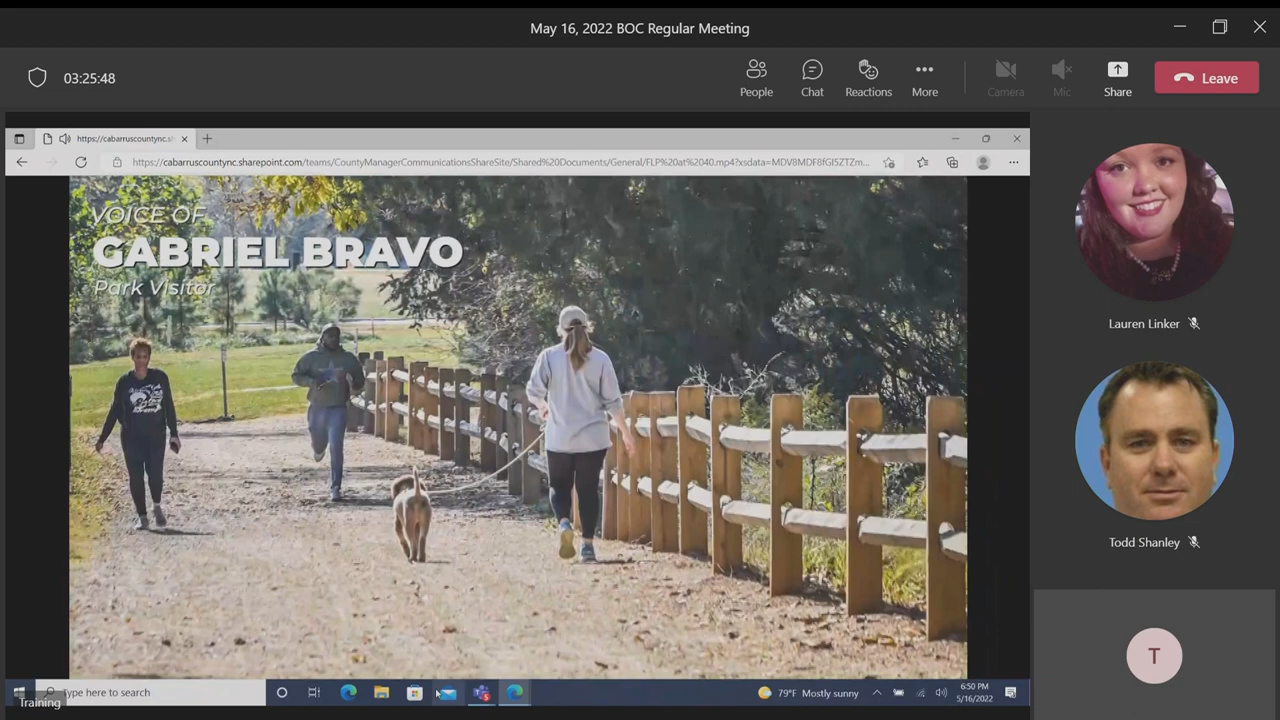 May 16, 2022 BOC Regular Meeting
03:25:48
People
Chat
Reactions
More
Camera
Mic
Share
Leave
https://cabarruscountync.sh
https://cabarruscountync.sharepoint.com/teams/CountyManagerCommunicationsShareSite/Shared%20Documents/General/FLP%20at%2040.mp4?xsdata=MDV8MDF8fGI5ZTZm...
VOICE OF
GABRIEL BRAVO
Park Visitor
Lauren Linker
Todd Shanley
T
Type here to search
Training
79°F Mostly sunny
6:50 PM
5/16/2022